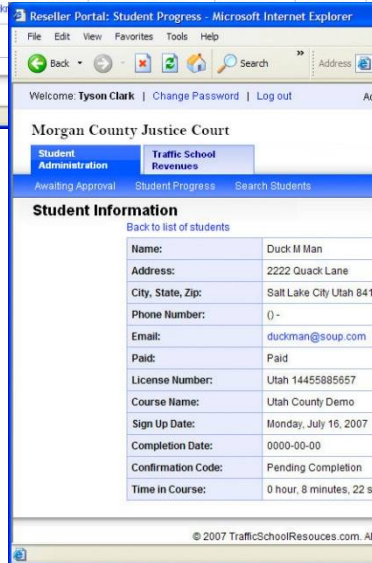 Reseller Portal: Student Progress - Microsoft Internet Explorer
File Edit View Favorites Tools Help
Back Search » Address
Welcome: Tyson Clark | Change Password | Log out
Morgan County Justice Court
Student Administration
Traffic School Revenues
Awaiting Approval Student Progress Search Students
Student Information
Back to list of students
Name: Duck M Man
Address: 2222 Quack Lane
City, State, Zip: Salt Lake City Utah 841
Phone Number: () -
Email: duckman@soup.com
Paid: Paid
License Number: Utah 14455885657
Course Name: Utah County Demo
Sign Up Date: Monday, July 16, 2007
Completion Date: 0000-00-00
Confirmation Code: Pending Completion
Time in Course: 0 hour, 8 minutes, 22 s
© 2007 TrafficSchoolResouces.com. Al